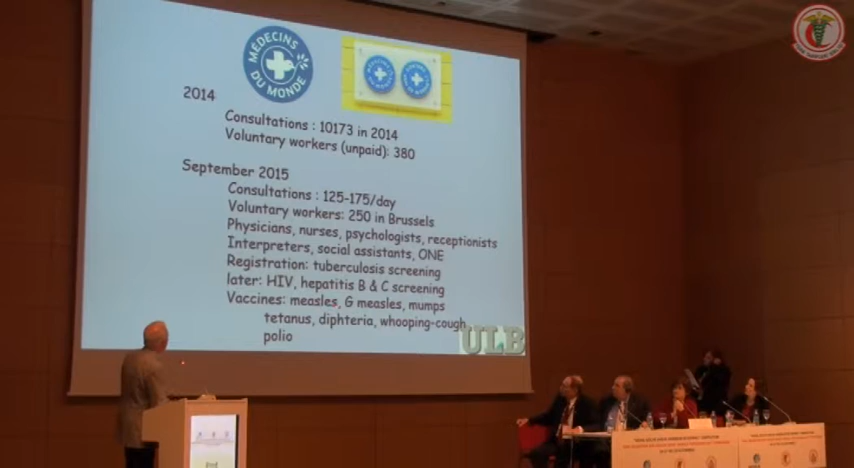 MEDECINS
DU MONDE
2014
Consultations : 10173 in 2014
Voluntary workers (unpaid): 380
September 2015
Consultations : 125-175/day
Voluntary workers: 250 in Brussels
Physicians, nurses, psychologists, receptionists
Interpreters, social assistants, ONE
Registration: tuberculosis screening
later: HIV, hepatitis B & C screening
Vaccines: measles, G measles, mumps
tetanus, diphteria, whooping-cough
polio
ULB